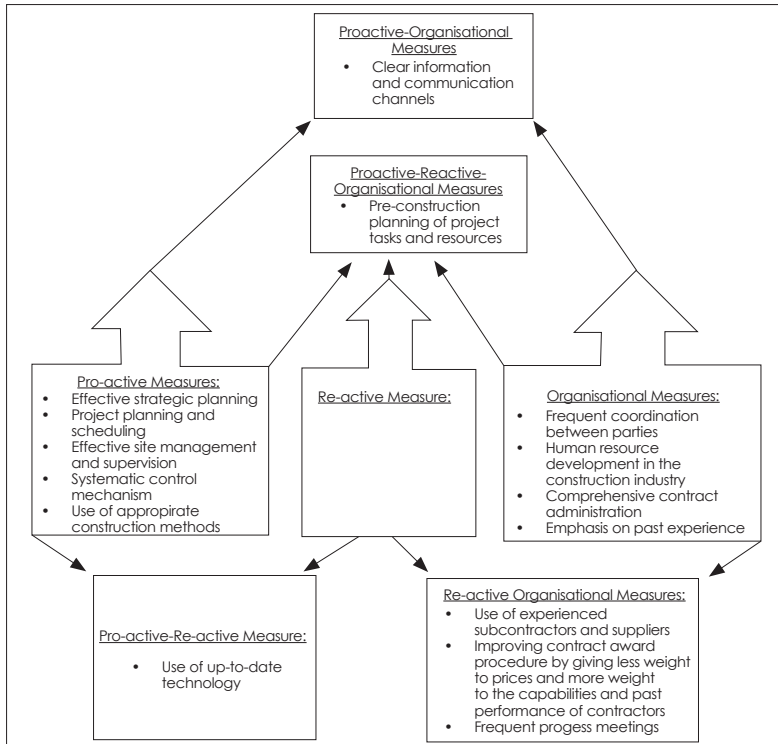 Proactive-Organisational
Measures
• Clear information
and communication
channels
Proactive-Reactive-
Organisational Measures
• Pre-construction
planning of project
tasks and resources
Pro-active Measures:
• Effective strategic planning
• Project planning and
scheduling
• Effective site management
and supervision
• Systematic control
mechanism
• Use of appropirate
construction methods
Re-active Measure:
Organisational Measures:
• Frequent coordination
between parties
• Human resource
development in the
construction industry
• Comprehensive contract
administration
• Emphasis on past experience
Pro-active-Re-active Measure:
• Use of up-to-date
technology
Re-active Organisational Measures:
• Use of experienced
subcontractors and suppliers
• Improving contract award
procedure by giving less weight
to prices and more weight
to the capabilities and past
performance of contractors
• Frequent progess meetings